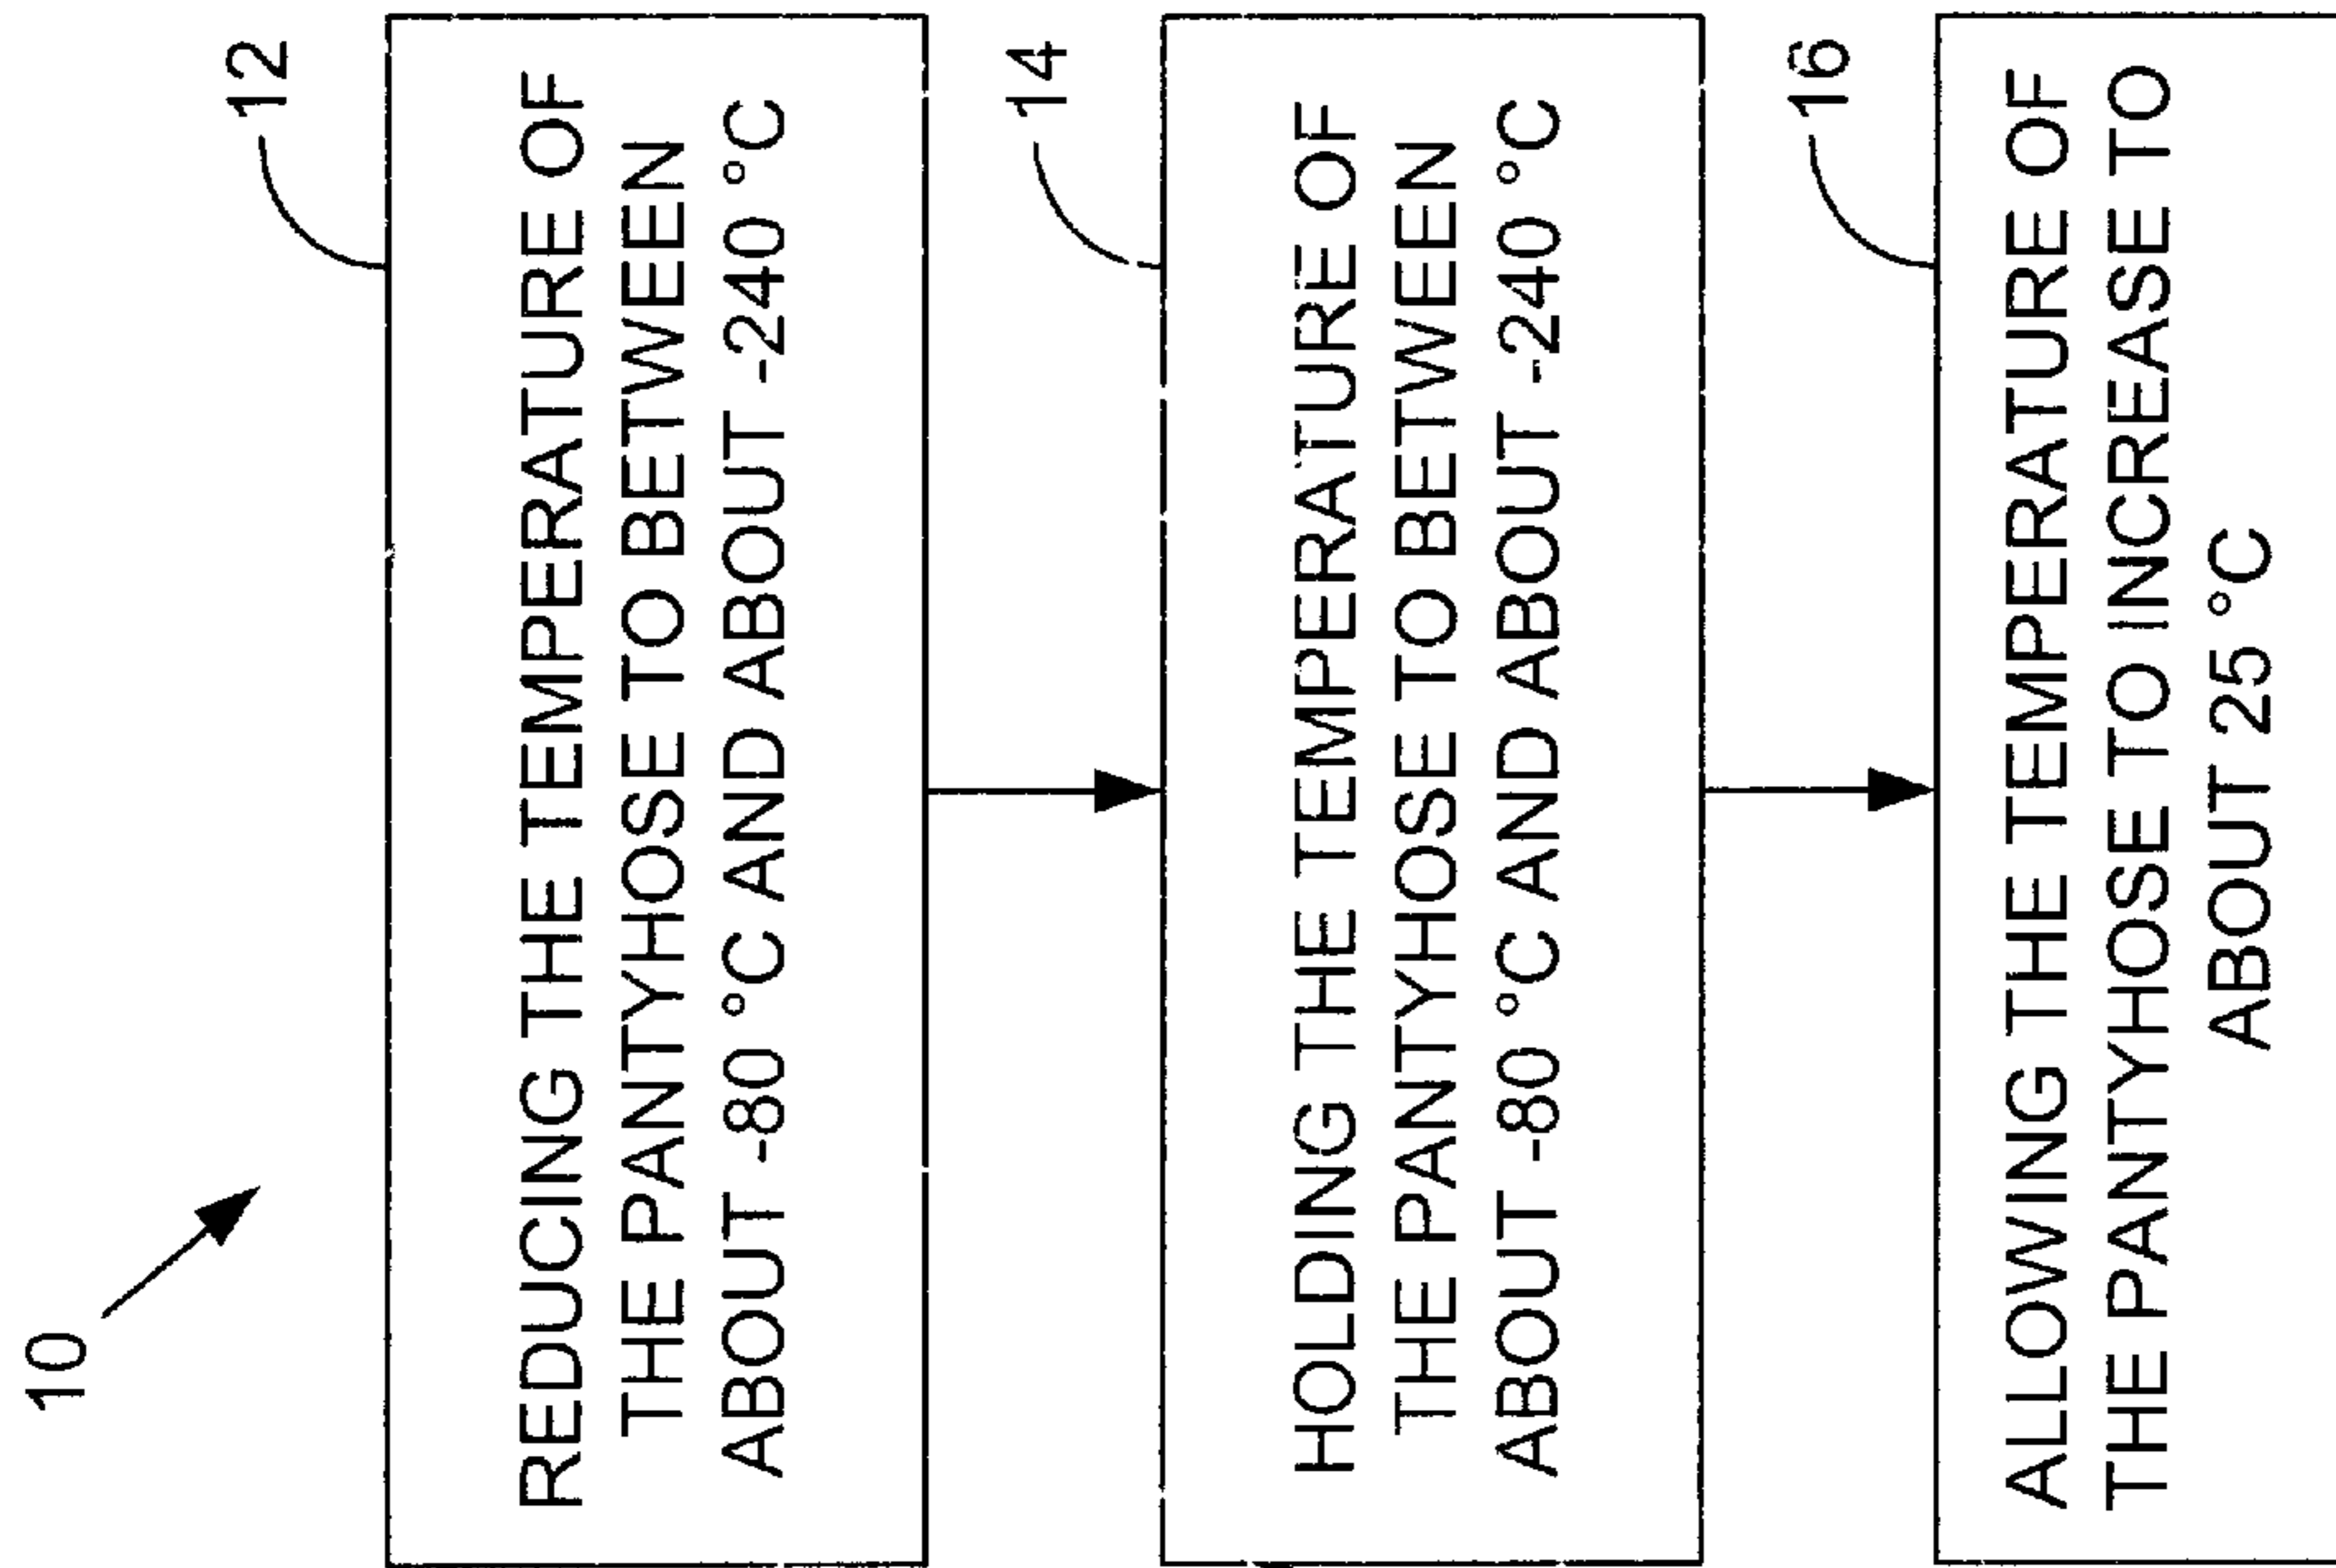 10
12
REDUCING THE TEMPERATURE OF
THE PANTYHOSE TO BETWEEN
ABOUT -80 °C AND ABOUT -240 °C
14
HOLDING THE TEMPERATURE OF
THE PANTYHOSE TO BETWEEN
ABOUT -80 °C AND ABOUT -240 °C
16
ALLOWING THE TEMPERATURE OF
THE PANTYHOSE TO INCREASE TO
ABOUT 25 °C